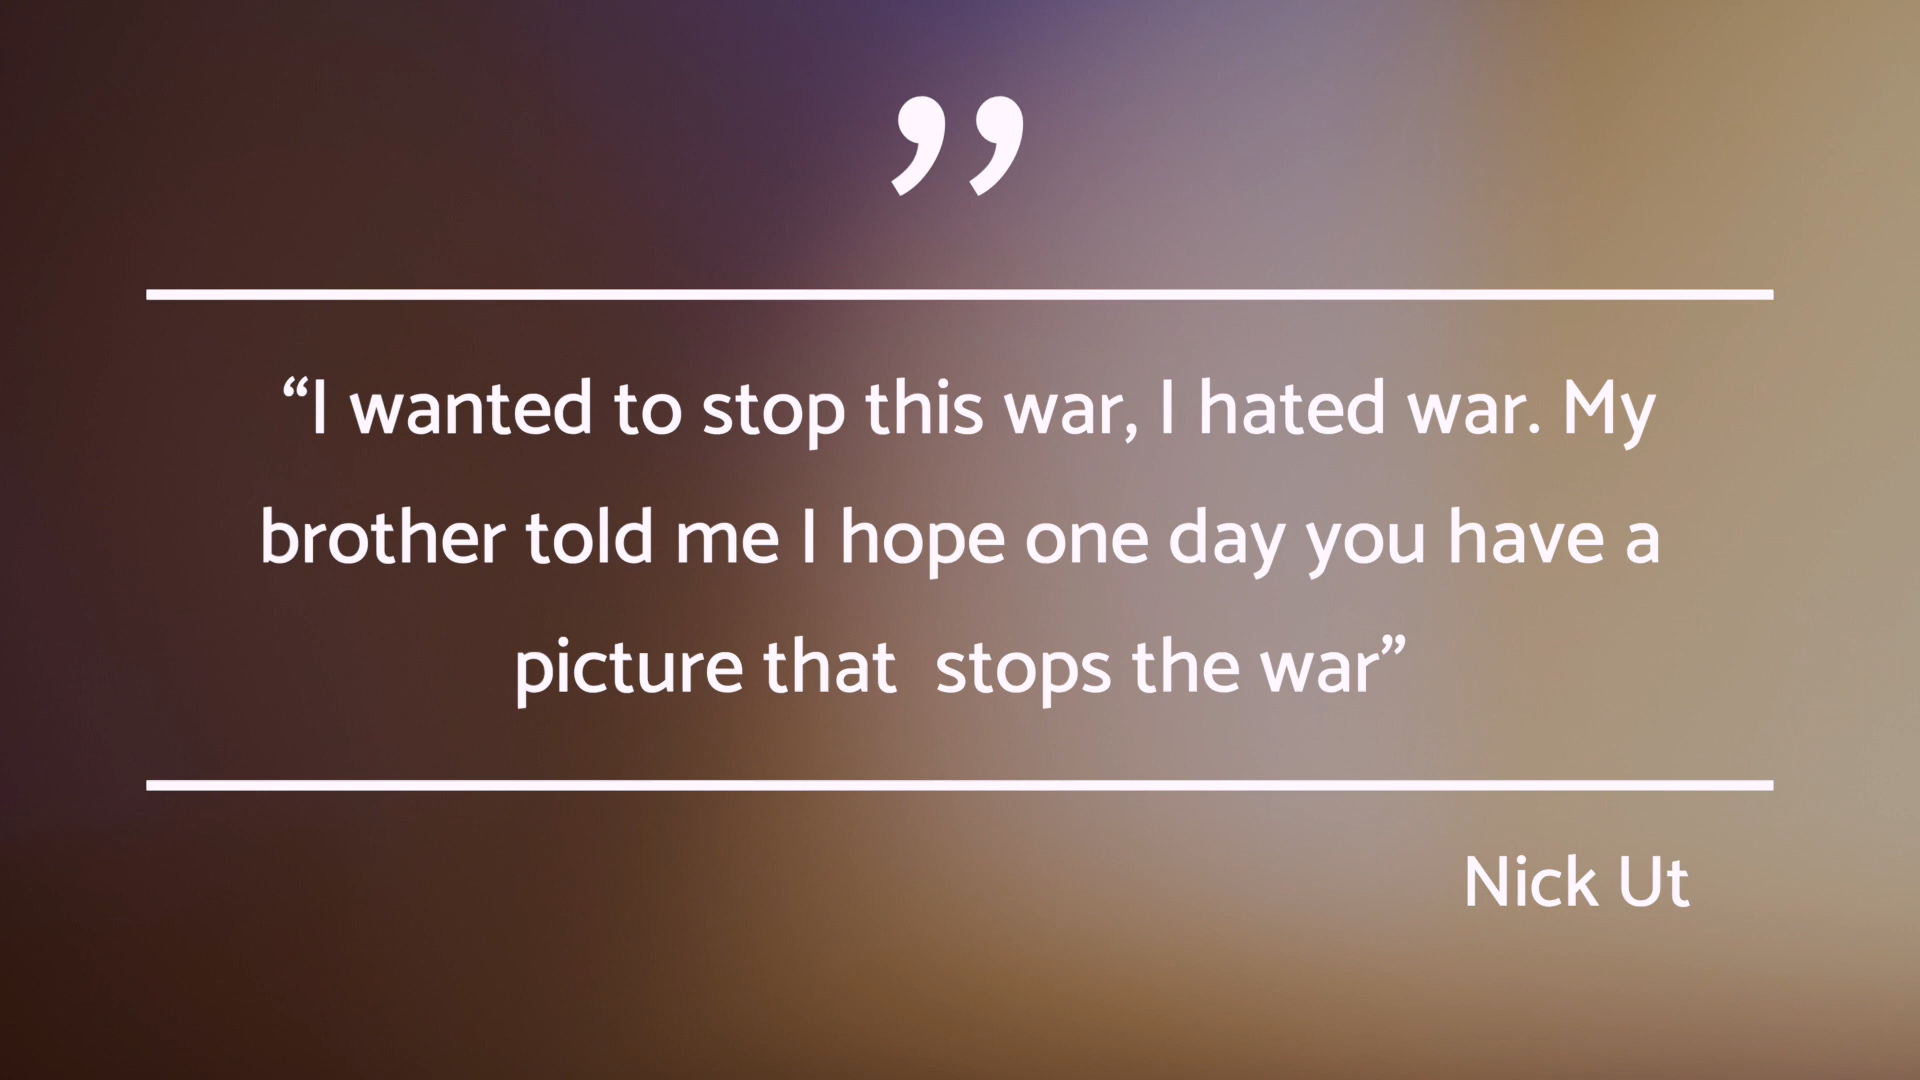 ”
“I wanted to stop this war, I hated war. My
brother told me I hope one day you have a
picture that  stops the war”
Nick Ut